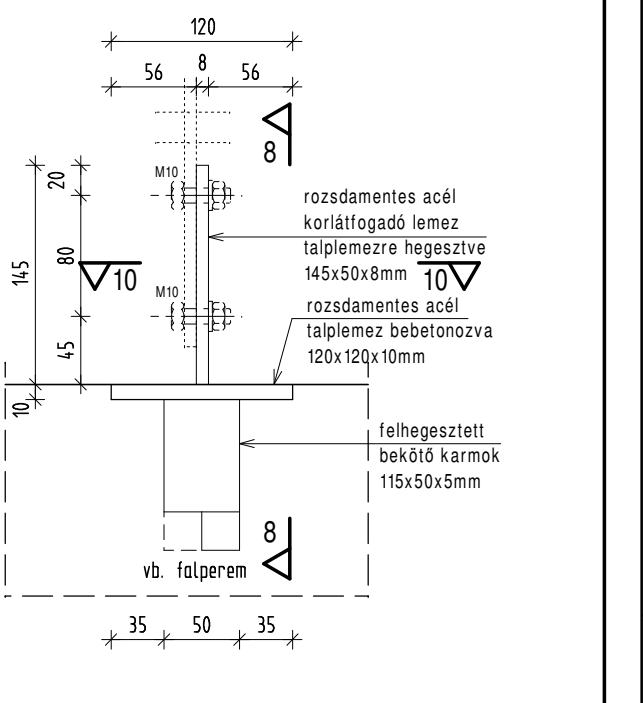 120
56 8 56
8
M10
20
rozsdamentes acél
korlátfogadó lemez
talplemezre hegesztve
145x50x8mm
145
80
10
10
M10
rozsdamentes acél
talplemez bebetonozva
120x120x10mm
45
10
felhegesztett
bekötő karmok
115x50x5mm
8
vb. falperem
35 50 35